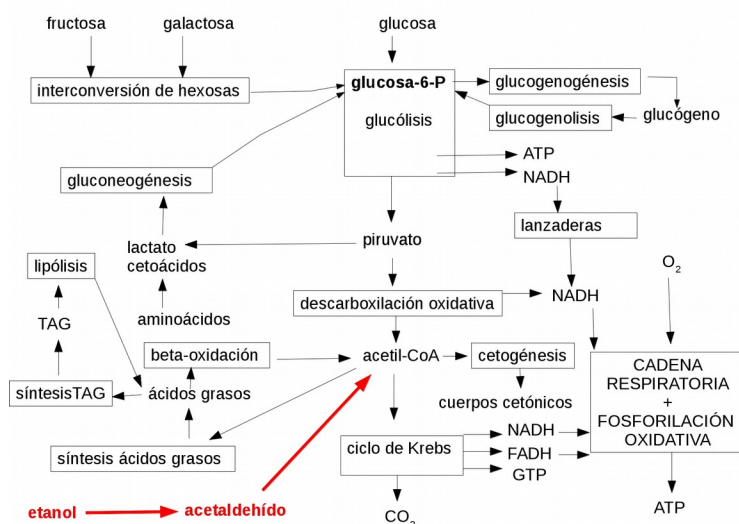 fructosa
galactosa
glucosa
interconversión de hexosas
glucosa-6-P
glucogenogénesis
glucólisis
glucogenolisis
glucógeno
ATP
NADH
gluconeogénesis
lanzaderas
piruvato
lactato
cetoácidos
lipólisis
O2
descarboxilación oxidativa
NADH
TAG
aminoácidos
beta-oxidación
acetil-CoA
cetogénesis
CADENA
RESPIRATORIA
+
FOSFORILACIÓN
OXIDATIVA
síntesisTAG
ácidos grasos
cuerpos cetónicos
NADH
ciclo de Krebs
FADH
GTP
síntesis ácidos grasos
etanol
acetaldehído
CO2
ATP